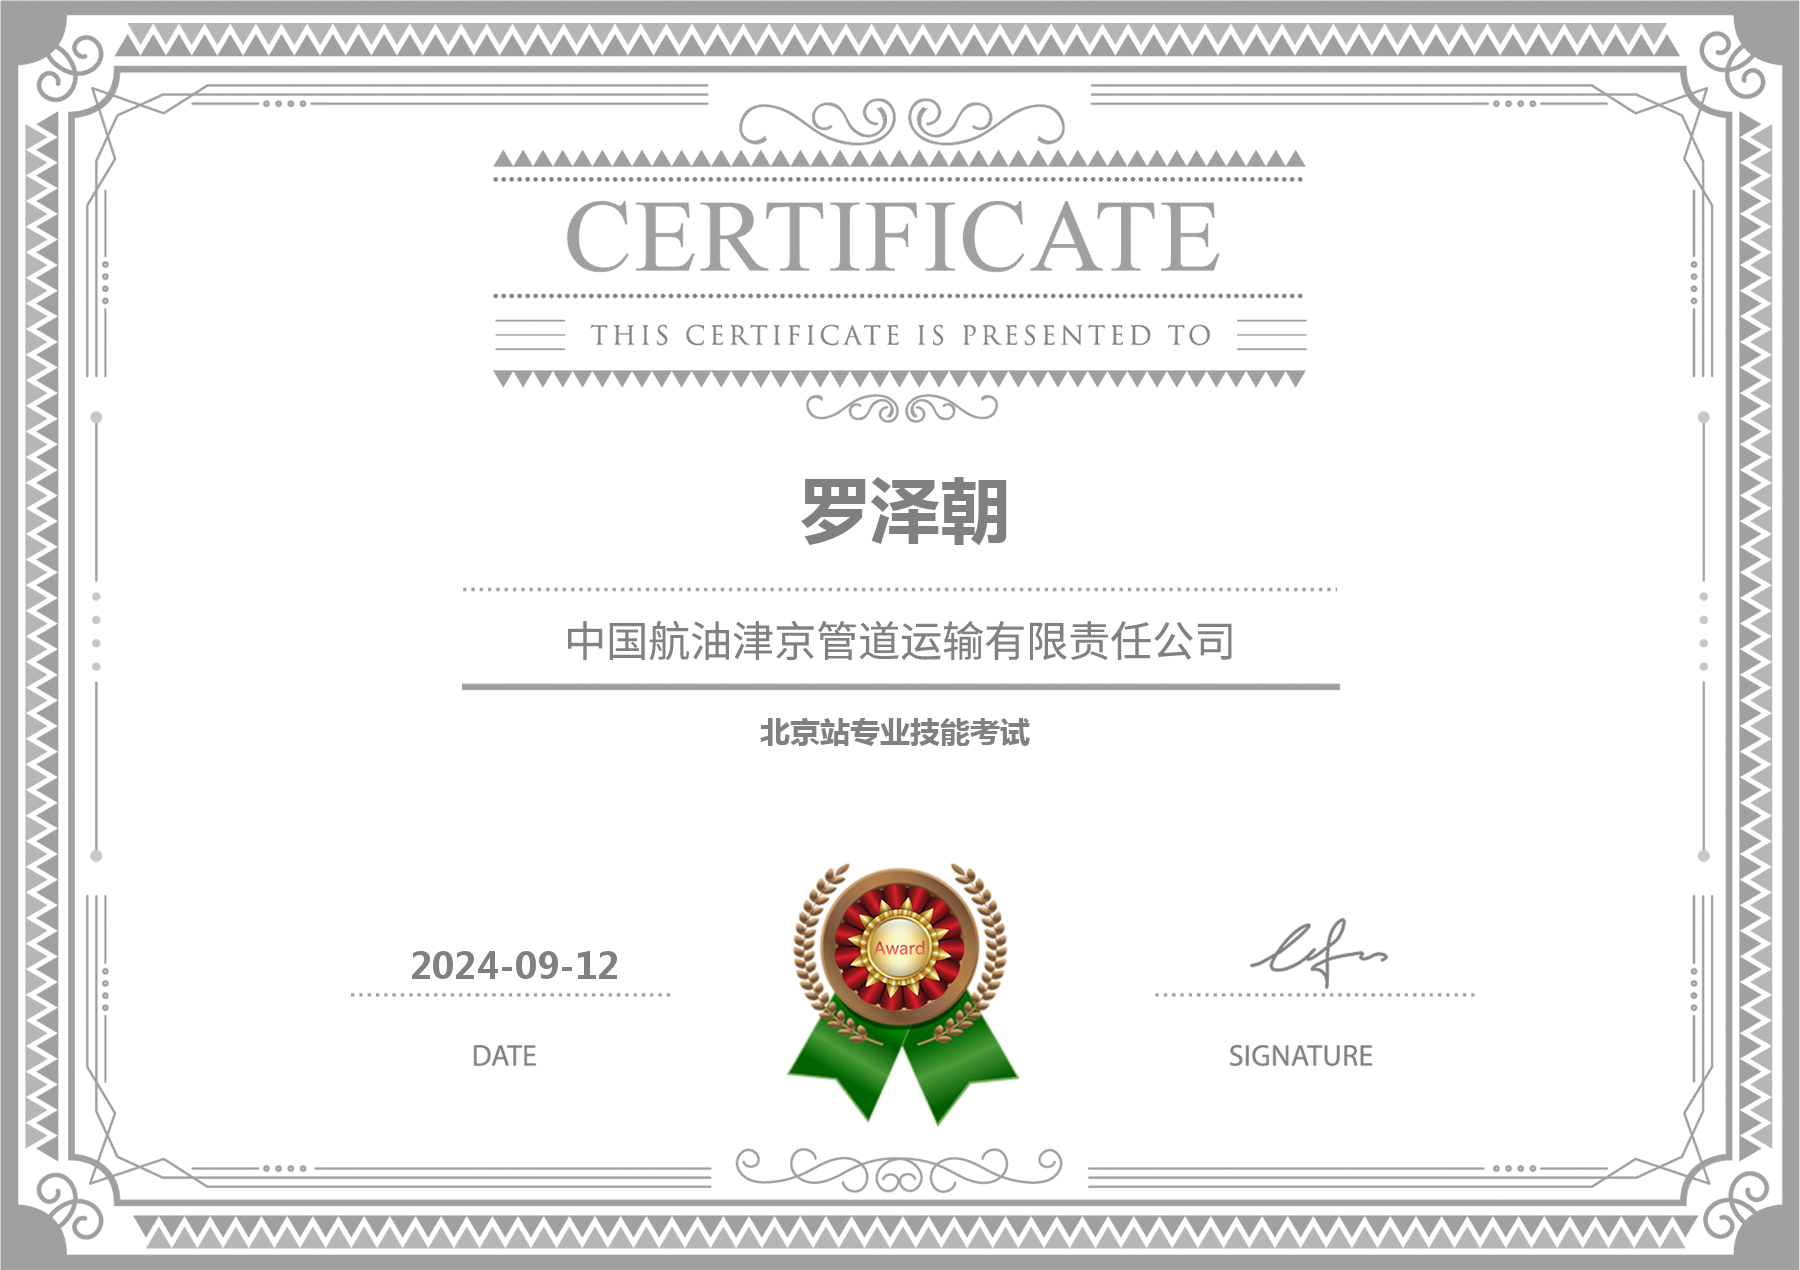 CERTIFICATE
THIS CERTIFICATE IS PRESENTED TO
罗泽朝
中国航油津京管道运输有限责任公司
北京站专业技能考试
Award
2024-09-12
DATE
SIGNATURE